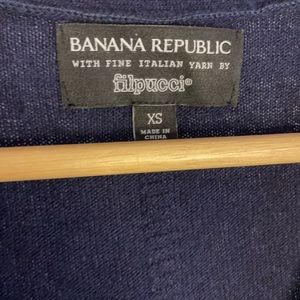 BANANA REPUBLIC
WITH FINE ITALIAN YARN BY
filpucci®
XS
MADE IN
CHINA